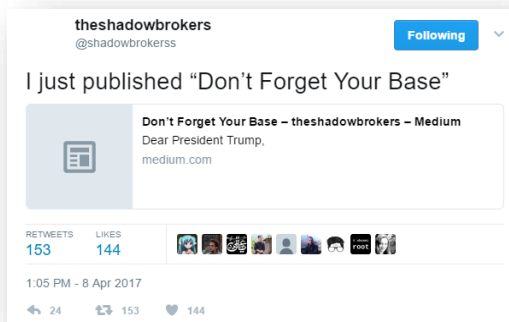 theshadowbrokers
@shadowbrokerss
Following
I just published “Don’t Forget Your Base”
Don’t Forget Your Base – theshadowbrokers – Medium
Dear President Trump,
medium.com
RETWEETS LIKES
153 144
root
1:05 PM - 8 Apr 2017
24 153 144